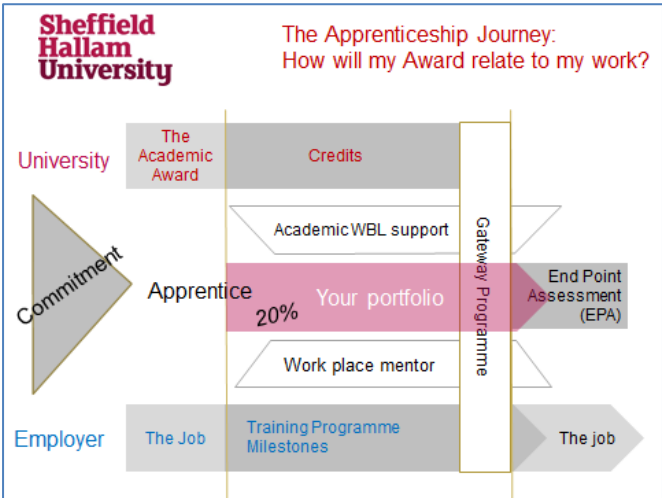 Sheffield
Hallam
University
The Apprenticeship Journey:
How will my Award relate to my work?
University
The
Academic
Award
Credits
Academic WBL support
Gateway Programme
Commitment
Apprentice
20%
Your portfolio
End Point
Assessment
(EPA)
Work place mentor
Employer
The Job
Training Programme
Milestones
The job